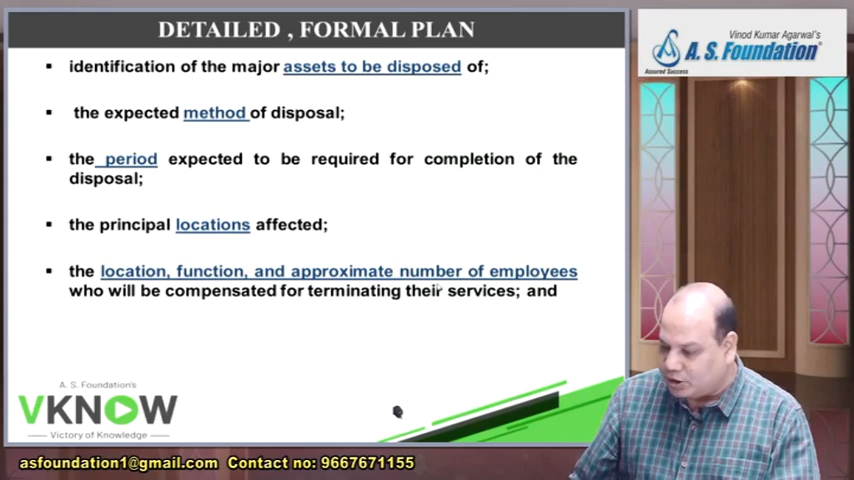 DETAILED , FORMAL PLAN
Vinod Kumar Agarwal's
A. S. Foundation
Assured Success
identification of the major assets to be disposed of;
the expected method of disposal;
the period expected to be required for completion of the
disposal;
the principal locations affected;
the location, function, and approximate number of employees
who will be compensated for terminating their services; and
A. S. Foundation's
VKNOW
Victory of Knowledge
asfoundation1@gmail.com Contact no: 9667671155